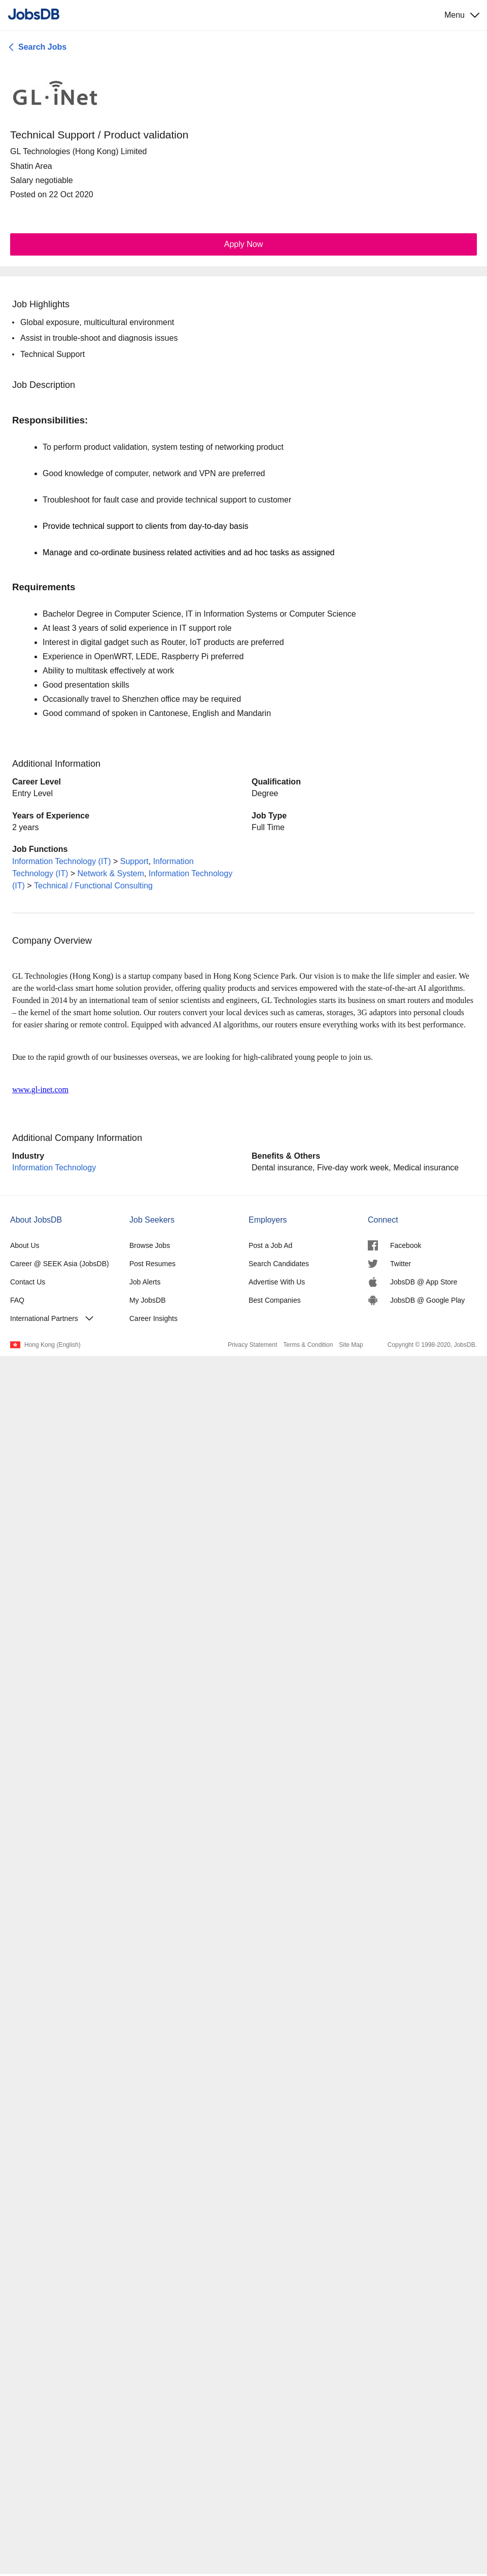 JobsDB
Menu
Search Jobs
GL·iNet
Technical Support / Product validation
GL Technologies (Hong Kong) Limited
Shatin Area
Salary negotiable
Posted on 22 Oct 2020
Apply Now
Job Highlights
• Global exposure, multicultural environment
• Assist in trouble-shoot and diagnosis issues
• Technical Support
Job Description
Responsibilities:
• To perform product validation, system testing of networking product
• Good knowledge of computer, network and VPN are preferred
• Troubleshoot for fault case and provide technical support to customer
• Provide technical support to clients from day-to-day basis
• Manage and co-ordinate business related activities and ad hoc tasks as assigned
Requirements
• Bachelor Degree in Computer Science, IT in Information Systems or Computer Science
• At least 3 years of solid experience in IT support role
• Interest in digital gadget such as Router, IoT products are preferred
• Experience in OpenWRT, LEDE, Raspberry Pi preferred
• Ability to multitask effectively at work
• Good presentation skills
• Occasionally travel to Shenzhen office may be required
• Good command of spoken in Cantonese, English and Mandarin
Additional Information
Career Level
Entry Level
Qualification
Degree
Years of Experience
2 years
Job Type
Full Time
Job Functions
Information Technology (IT) > Support, Information
Technology (IT) > Network & System, Information Technology
(IT) > Technical / Functional Consulting
Company Overview
GL Technologies (Hong Kong) is a startup company based in Hong Kong Science Park. Our vision is to make the life simpler and easier. We
are the world-class smart home solution provider, offering quality products and services empowered with the state-of-the-art AI algorithms.
Founded in 2014 by an international team of senior scientists and engineers, GL Technologies starts its business on smart routers and modules
– the kernel of the smart home solution. Our routers convert your local devices such as cameras, storages, 3G adaptors into personal clouds
for easier sharing or remote control. Equipped with advanced AI algorithms, our routers ensure everything works with its best performance.
Due to the rapid growth of our businesses overseas, we are looking for high-calibrated young people to join us.
www.gl-inet.com
Additional Company Information
Industry
Information Technology
Benefits & Others
Dental insurance, Five-day work week, Medical insurance
About JobsDB
About Us
Career @ SEEK Asia (JobsDB)
Contact Us
FAQ
International Partners
Job Seekers
Browse Jobs
Post Resumes
Job Alerts
My JobsDB
Career Insights
Employers
Post a Job Ad
Search Candidates
Advertise With Us
Best Companies
Connect
Facebook
Twitter
JobsDB @ App Store
JobsDB @ Google Play
Hong Kong (English)
Privacy Statement Terms & Condition Site Map Copyright © 1998-2020, JobsDB.